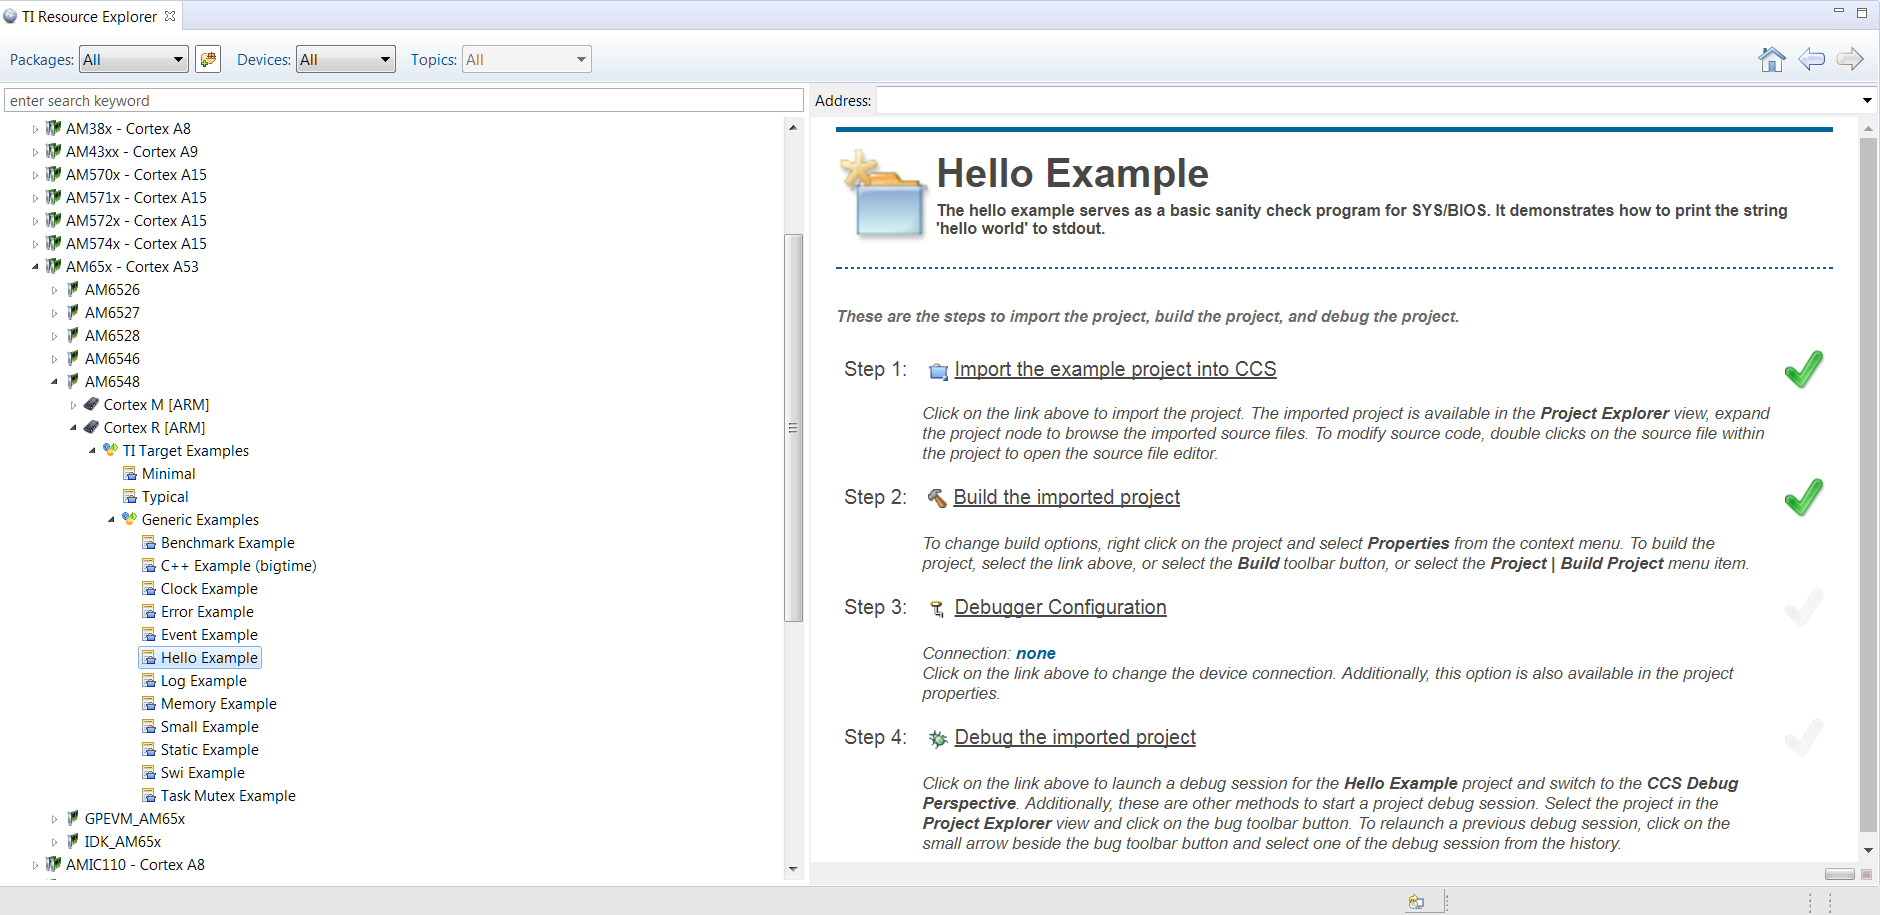 TI Resource Explorer
Packages: All Devices: All Topics: All
enter search keyword
AM38x - Cortex A8
AM43xx - Cortex A9
AM570x - Cortex A15
AM571x - Cortex A15
AM572x - Cortex A15
AM574x - Cortex A15
AM65x - Cortex A53
AM6526
AM6527
AM6528
AM6546
AM6548
Cortex M [ARM]
Cortex R [ARM]
TI Target Examples
Minimal
Typical
Generic Examples
Benchmark Example
C++ Example (bigtime)
Clock Example
Error Example
Event Example
Hello Example
Log Example
Memory Example
Small Example
Static Example
Swi Example
Task Mutex Example
GPEVM_AM65x
IDK_AM65x
AMIC110 - Cortex A8
Address:
Hello Example
The hello example serves as a basic sanity check program for SYS/BIOS. It demonstrates how to print the string
'hello world' to stdout.
These are the steps to import the project, build the project, and debug the project.
Step 1: Import the example project into CCS
Click on the link above to import the project. The imported project is available in the Project Explorer view, expand
the project node to browse the imported source files. To modify source code, double clicks on the source file within
the project to open the source file editor.
Step 2: Build the imported project
To change build options, right click on the project and select Properties from the context menu. To build the
project, select the link above, or select the Build toolbar button, or select the Project | Build Project menu item.
Step 3: Debugger Configuration
Connection: none
Click on the link above to change the device connection. Additionally, this option is also available in the project
properties.
Step 4: Debug the imported project
Click on the link above to launch a debug session for the Hello Example project and switch to the CCS Debug
Perspective. Additionally, these are other methods to start a project debug session. Select the project in the
Project Explorer view and click on the bug toolbar button. To relaunch a previous debug session, click on the
small arrow beside the bug toolbar button and select one of the debug session from the history.